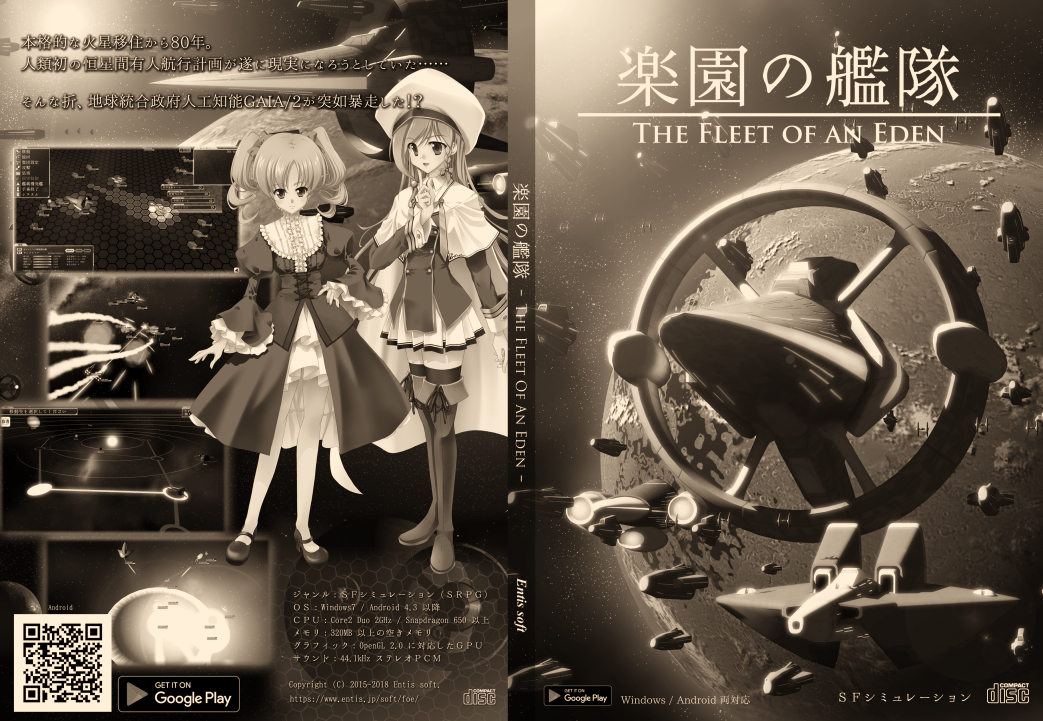 本格的な火星移住から80年。
人類初の恒星間有人航行計画が遂に現実になろうとしていた……
そんな折、地球統合政府人工知能GAIA/2が突如暴走した!?
Android
GET IT ON
Google Play
ジャンル：ＳＦシミュレーション（ＳＲＰＧ）
ＯＳ：Windows7 / Android 4.3 以降
ＣＰＵ：Core2 Duo 2GHz / Snapdragon 650 以上
メモリ：320MB 以上の空きメモリ
グラフィック：OpenGL 2.0 に対応したＧＰＵ
サウンド：44.1kHz ステレオＰＣＭ
Copyright (C) 2015-2018 Entis soft.
https://www.entis.jp/soft/foe/
COMPACT
disc
楽園の艦隊 － The Fleet Of An Eden －
Entis soft
楽園の艦隊
The Fleet of an Eden
GET IT ON
Google Play
Windows / Android 両対応
ＳＦシミュレーション
COMPACT
disc